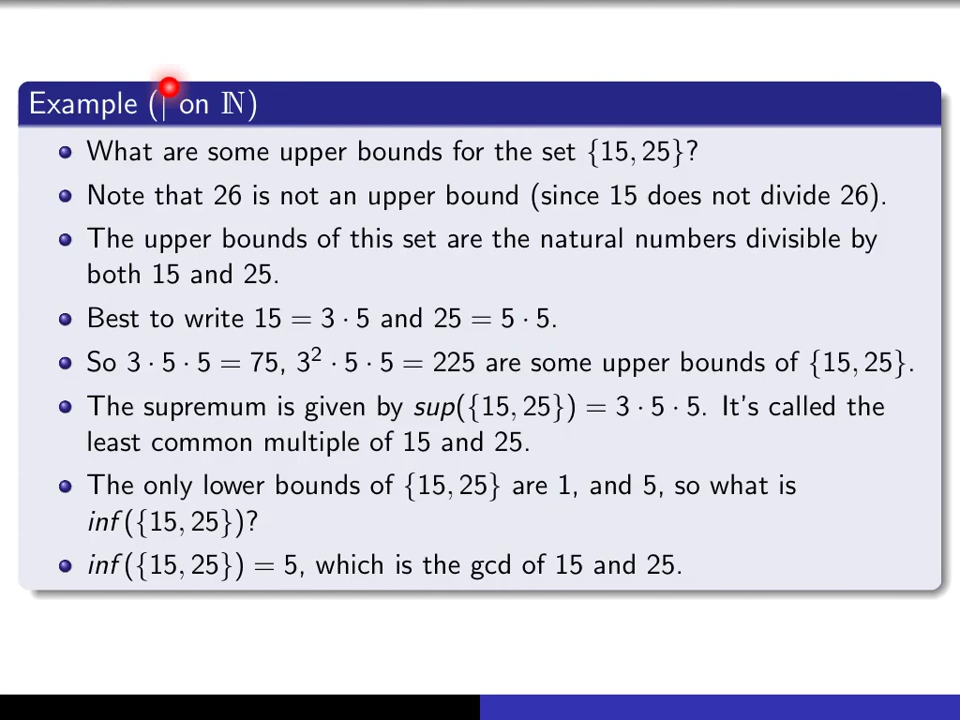 Example (| on ℕ)
What are some upper bounds for the set {15, 25}?
Note that 26 is not an upper bound (since 15 does not divide 26).
The upper bounds of this set are the natural numbers divisible by
both 15 and 25.
Best to write 15 = 3 · 5 and 25 = 5 · 5.
So 3 · 5 · 5 = 75, 3² · 5 · 5 = 225 are some upper bounds of {15, 25}.
The supremum is given by sup({15, 25}) = 3 · 5 · 5. It's called the
least common multiple of 15 and 25.
The only lower bounds of {15, 25} are 1, and 5, so what is
inf({15, 25})?
inf({15, 25}) = 5, which is the gcd of 15 and 25.